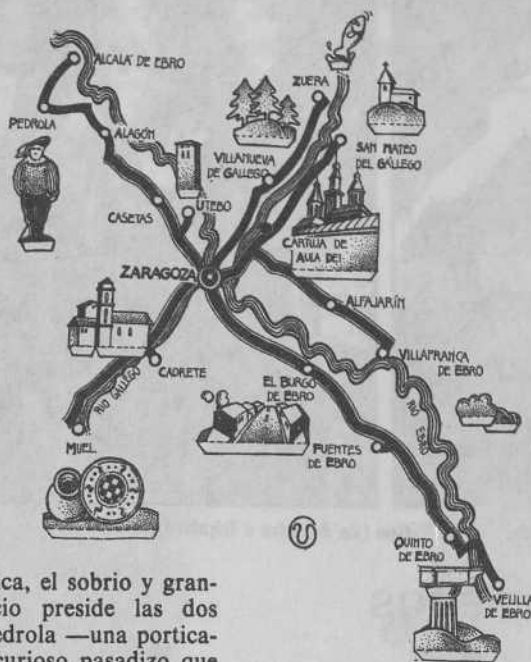 ALCALÁ DE EBRO
PEDROLA
ALAGÓN
ZUERA
SAN MATEO
DEL GÁLLEGO
VILLANUEVA
DE GALLEGO
UTEBO
CASETAS
CARTUJA DE
AULA DEI
ZARAGOZA
ALFAJARÍN
VILLAFRANCA
DE EBRO
CADRETE
RIO GALLEGO
RIO EBRO
EL BURGO
DE EBRO
MUEL
FUENTES
DE EBRO
QUINTO
DE EBRO
VELILLA
DE EBRO
ca, el sobrio y gran-
cio preside las dos
edrola —una portica-
curioso pasadizo que